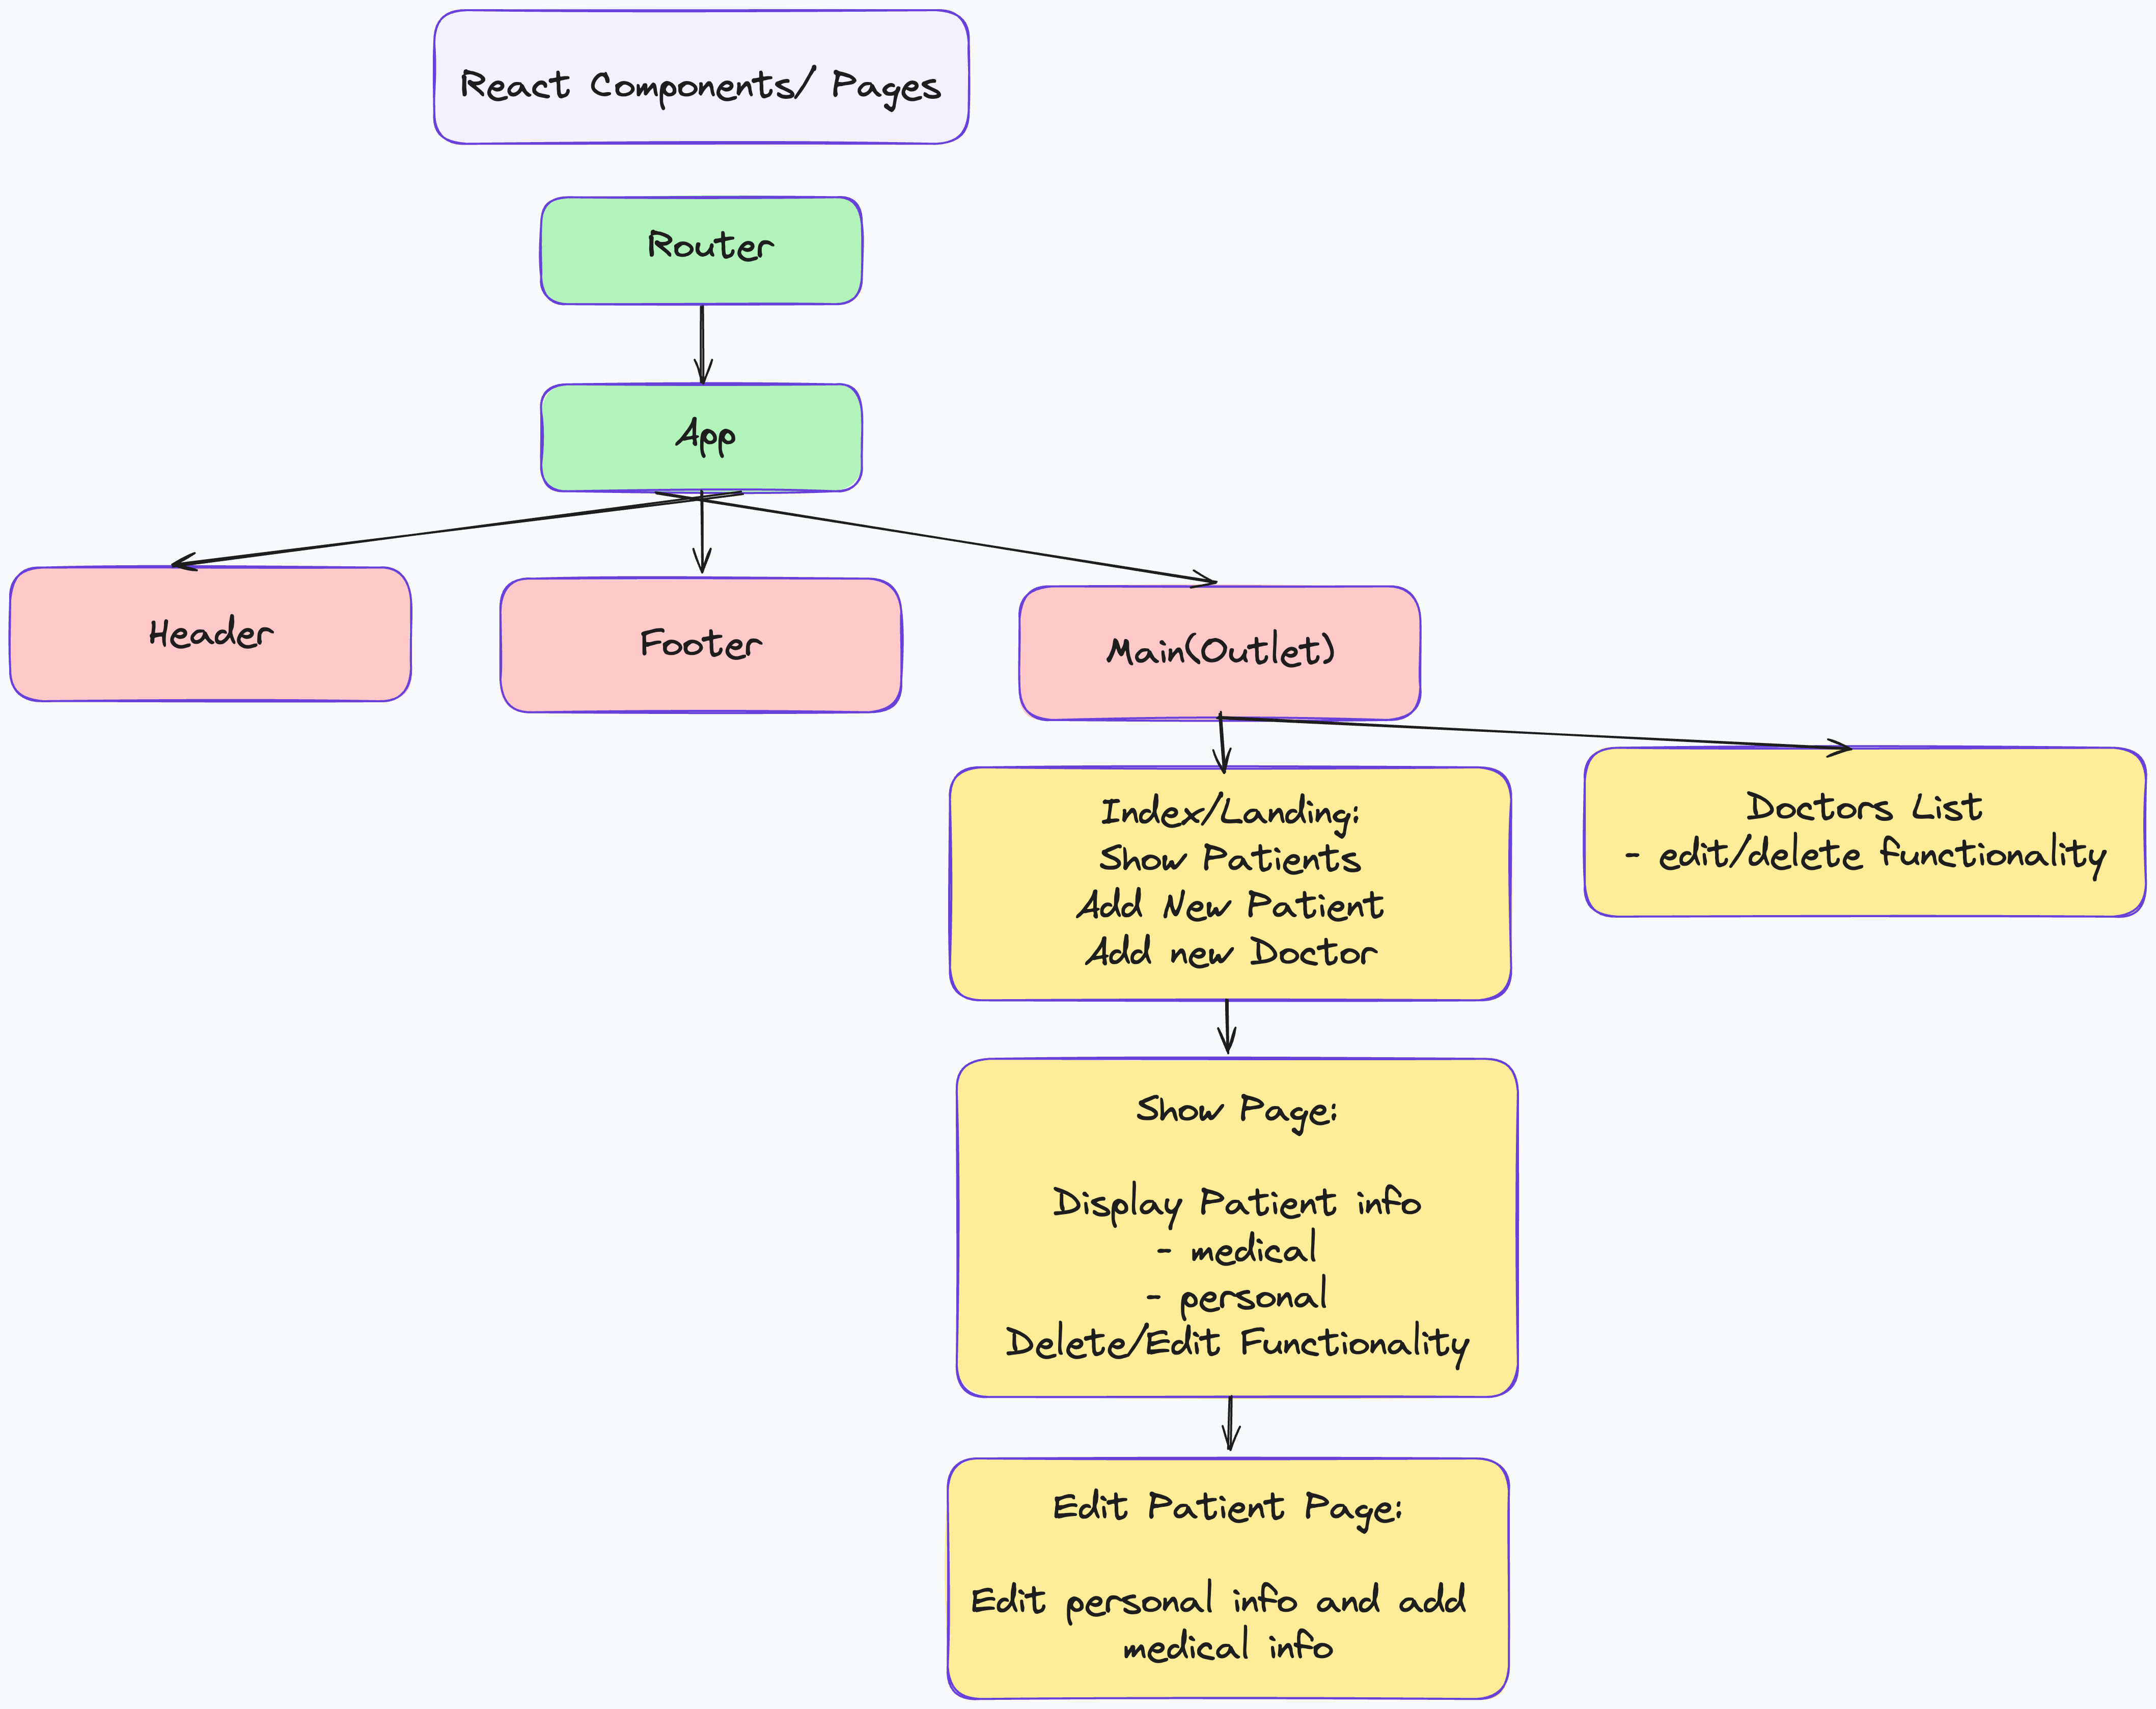 React Components/ Pages
Router
App
Header
Footer
Main(Outlet)
Index/Landing:
Show Patients
Add New Patient
Add new Doctor
Doctors List
- edit/delete functionality
Show Page:
Display Patient info
- medical
- personal
Delete/Edit Functionality
Edit Patient Page:
Edit personal info and add
medical info